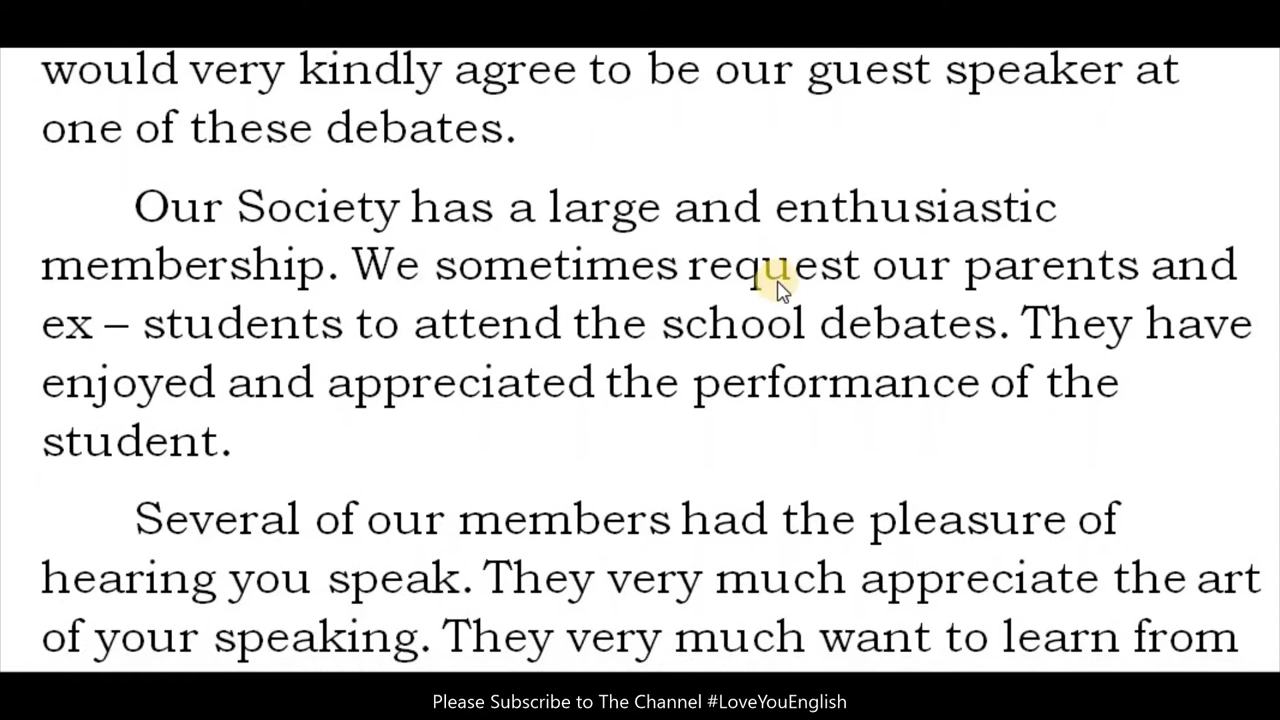 would very kindly agree to be our guest speaker at
one of these debates.
Our Society has a large and enthusiastic
membership. We sometimes request our parents and
ex – students to attend the school debates. They have
enjoyed and appreciated the performance of the
student.
Several of our members had the pleasure of
hearing you speak. They very much appreciate the art
of your speaking. They very much want to learn from
Please Subscribe to The Channel #LoveYouEnglish